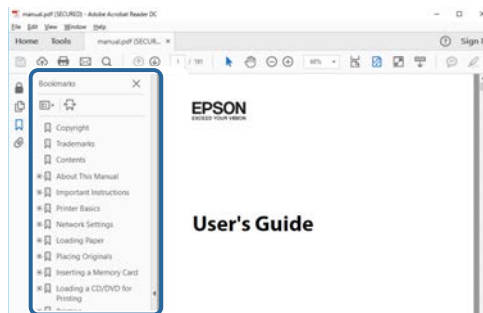 manual.pdf (SECURED) - Adobe Acrobat Reader DC
File Edit View Window Help
Home Tools manual.pdf (SECUR... ×
Sign I
1 / 191
Bookmarks
Copyright
Trademarks
Contents
About This Manual
Important Instructions
Printer Basics
Network Settings
Loading Paper
Placing Originals
Inserting a Memory Card
Loading a CD/DVD for
Printing
EPSON
EXCEED YOUR VISION
User's Guide